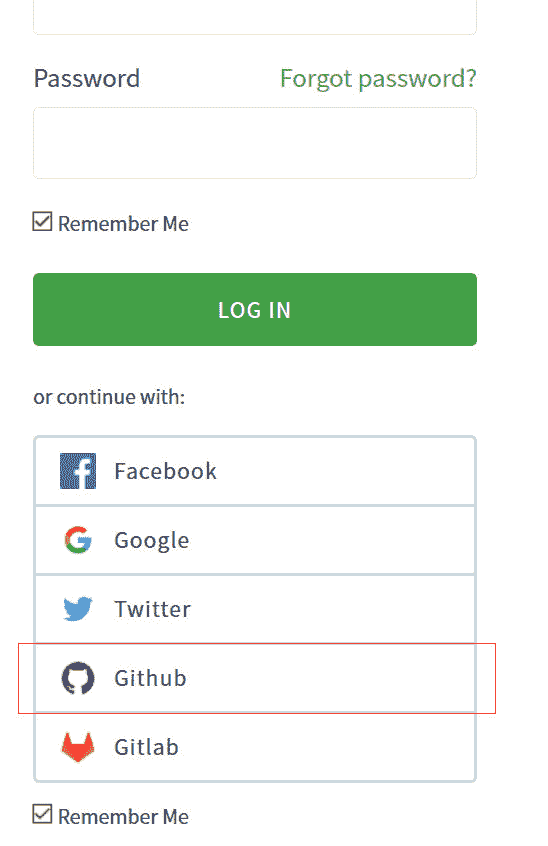 Password Forgot password?
Remember Me
LOG IN
or continue with:
Facebook
Google
Twitter
Github
Gitlab
Remember Me